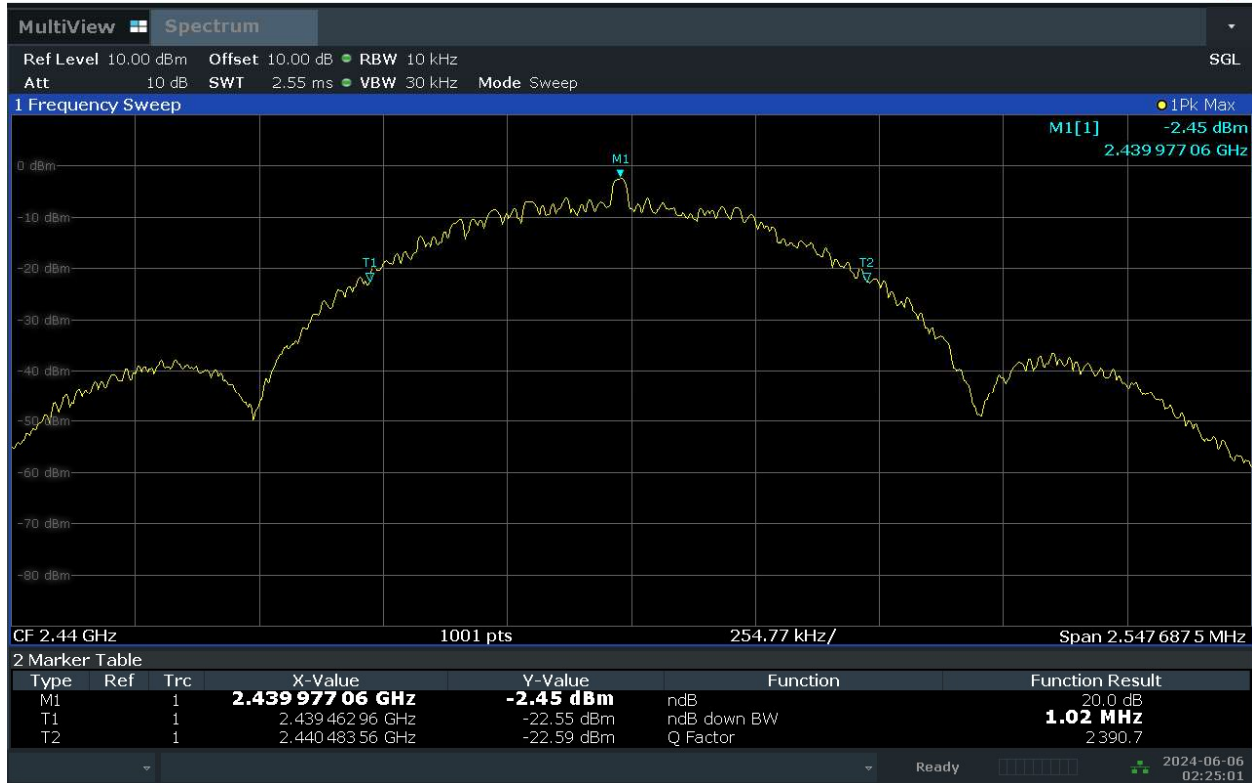 MultiView Spectrum
Ref Level 10.00 dBm Offset 10.00 dB RBW 10 kHz SGL
Att 10 dB SWT 2.55 ms VBW 30 kHz Mode Sweep
1 Frequency Sweep 1Pk Max
M1[1] -2.45 dBm
2.439 977 06 GHz
M1
0 dBm
-10 dBm
T1 T2
-20 dBm
-30 dBm
-40 dBm
-50 dBm
-60 dBm
-70 dBm
-80 dBm
CF 2.44 GHz 1001 pts 254.77 kHz/ Span 2.547 687 5 MHz
2 Marker Table
Type Ref Trc X-Value Y-Value Function Function Result
M1 1 2.439 977 06 GHz -2.45 dBm ndB 20.0 dB
T1 1 2.439 462 96 GHz -22.55 dBm ndB down BW 1.02 MHz
T2 1 2.440 483 56 GHz -22.59 dBm Q Factor 2390.7
Ready 2024-06-06
02:25:01